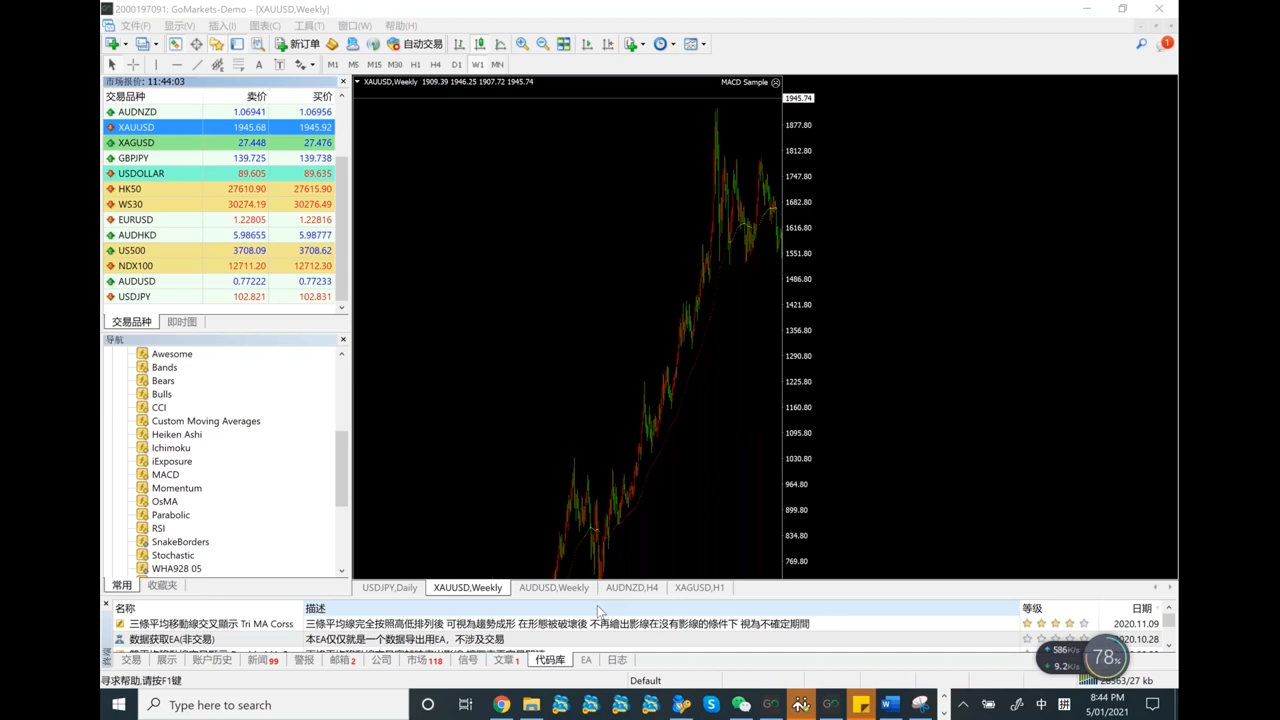 2000197091: GoMarkets-Demo - [XAUUSD,Weekly]
文件(F) 显示(V) 插入(I) 图表(C) 工具(T) 窗口(W) 帮助(H)
新订单 自动交易 1
A T M1 M5 M15 M30 H1 H4 D1 W1 MN
市场报价: 11:44:03
交易品种 卖价 买价
AUDNZD 1.06941 1.06956
XAUUSD 1945.68 1945.92
XAGUSD 27.448 27.476
GBPJPY 139.725 139.738
USDOLLAR 89.605 89.635
HK50 27610.90 27615.90
WS30 30274.19 30276.49
EURUSD 1.22805 1.22816
AUDHKD 5.98655 5.98777
US500 3708.09 3708.62
NDX100 12711.20 12712.30
AUDUSD 0.77222 0.77233
USDJPY 102.821 102.831
交易品种 即时图
导航
Awesome
Bands
Bears
Bulls
CCI
Custom Moving Averages
Heiken Ashi
Ichimoku
iExposure
MACD
Momentum
OsMA
Parabolic
RSI
SnakeBorders
Stochastic
WHA928 05
常用 收藏夹
XAUUSD,Weekly 1909.39 1946.25 1907.72 1945.74
MACD Sample
1945.74
1877.80
1812.80
1747.80
1682.80
1616.80
1551.80
1486.80
1421.80
1356.80
1290.80
1225.80
1160.80
1095.80
1030.80
964.80
899.80
834.80
769.80
USDJPY,Daily XAUUSD,Weekly AUDUSD,Weekly AUDNZD,H4 XAGUSD,H1
名称 描述 等级 日期
三條平均移動線交叉顯示 Tri MA Corss 三條平均線完全按照高低排列後 可視為趨勢成形 在形態被破壞後 不再繪出影線在沒有影線的條件下 視為不確定期間 2020.11.09
数据获取EA(非交易) 本EA仅仅就是一个数据导出用EA，不涉及交易 2020.10.28
终端
交易 展示 账户历史 新闻 99 警报 邮箱 2 公司 市场 118 信号 文章 1 代码库 EA 日志
586K/s
9.2K/s
78%
寻求帮助,请按F1键 Default
Type here to search
中 拼
8:44 PM
5/01/2021